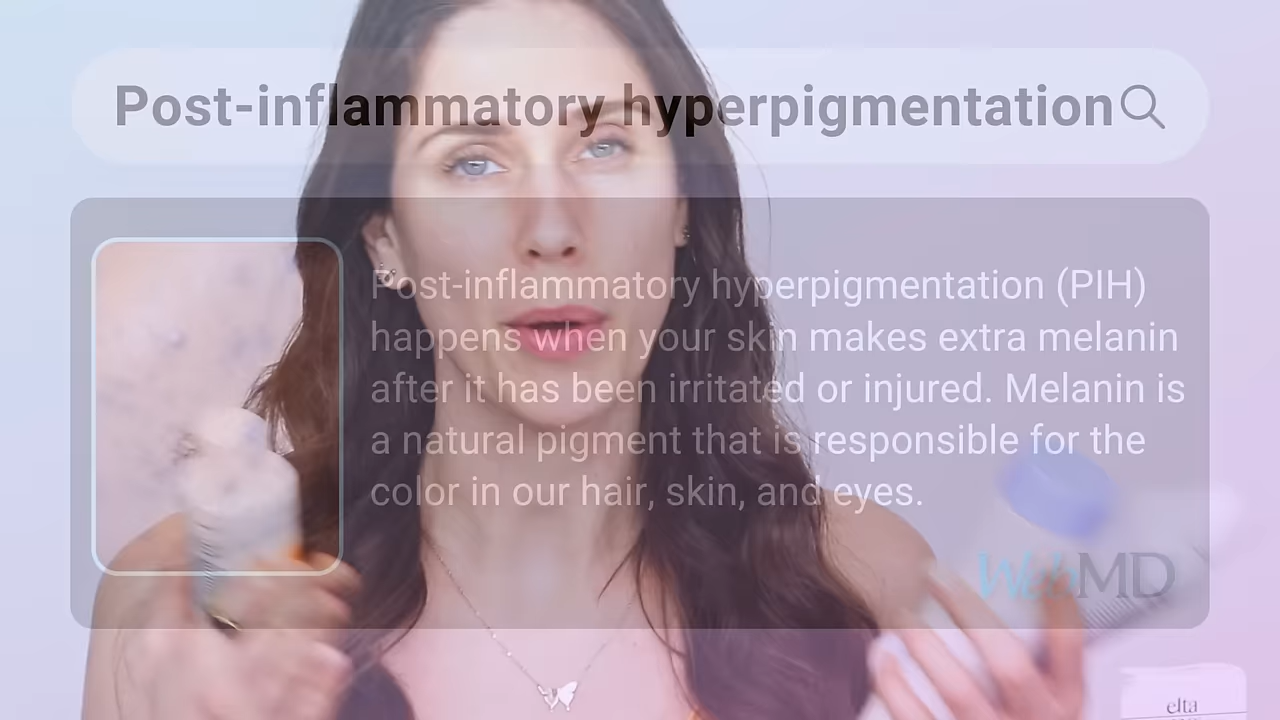 Post-inflammatory hyperpigmentation
Post-inflammatory hyperpigmentation (PIH)
happens when your skin makes extra melanin
after it has been irritated or injured. Melanin is
a natural pigment that is responsible for the
color in our hair, skin, and eyes.
WebMD
elta